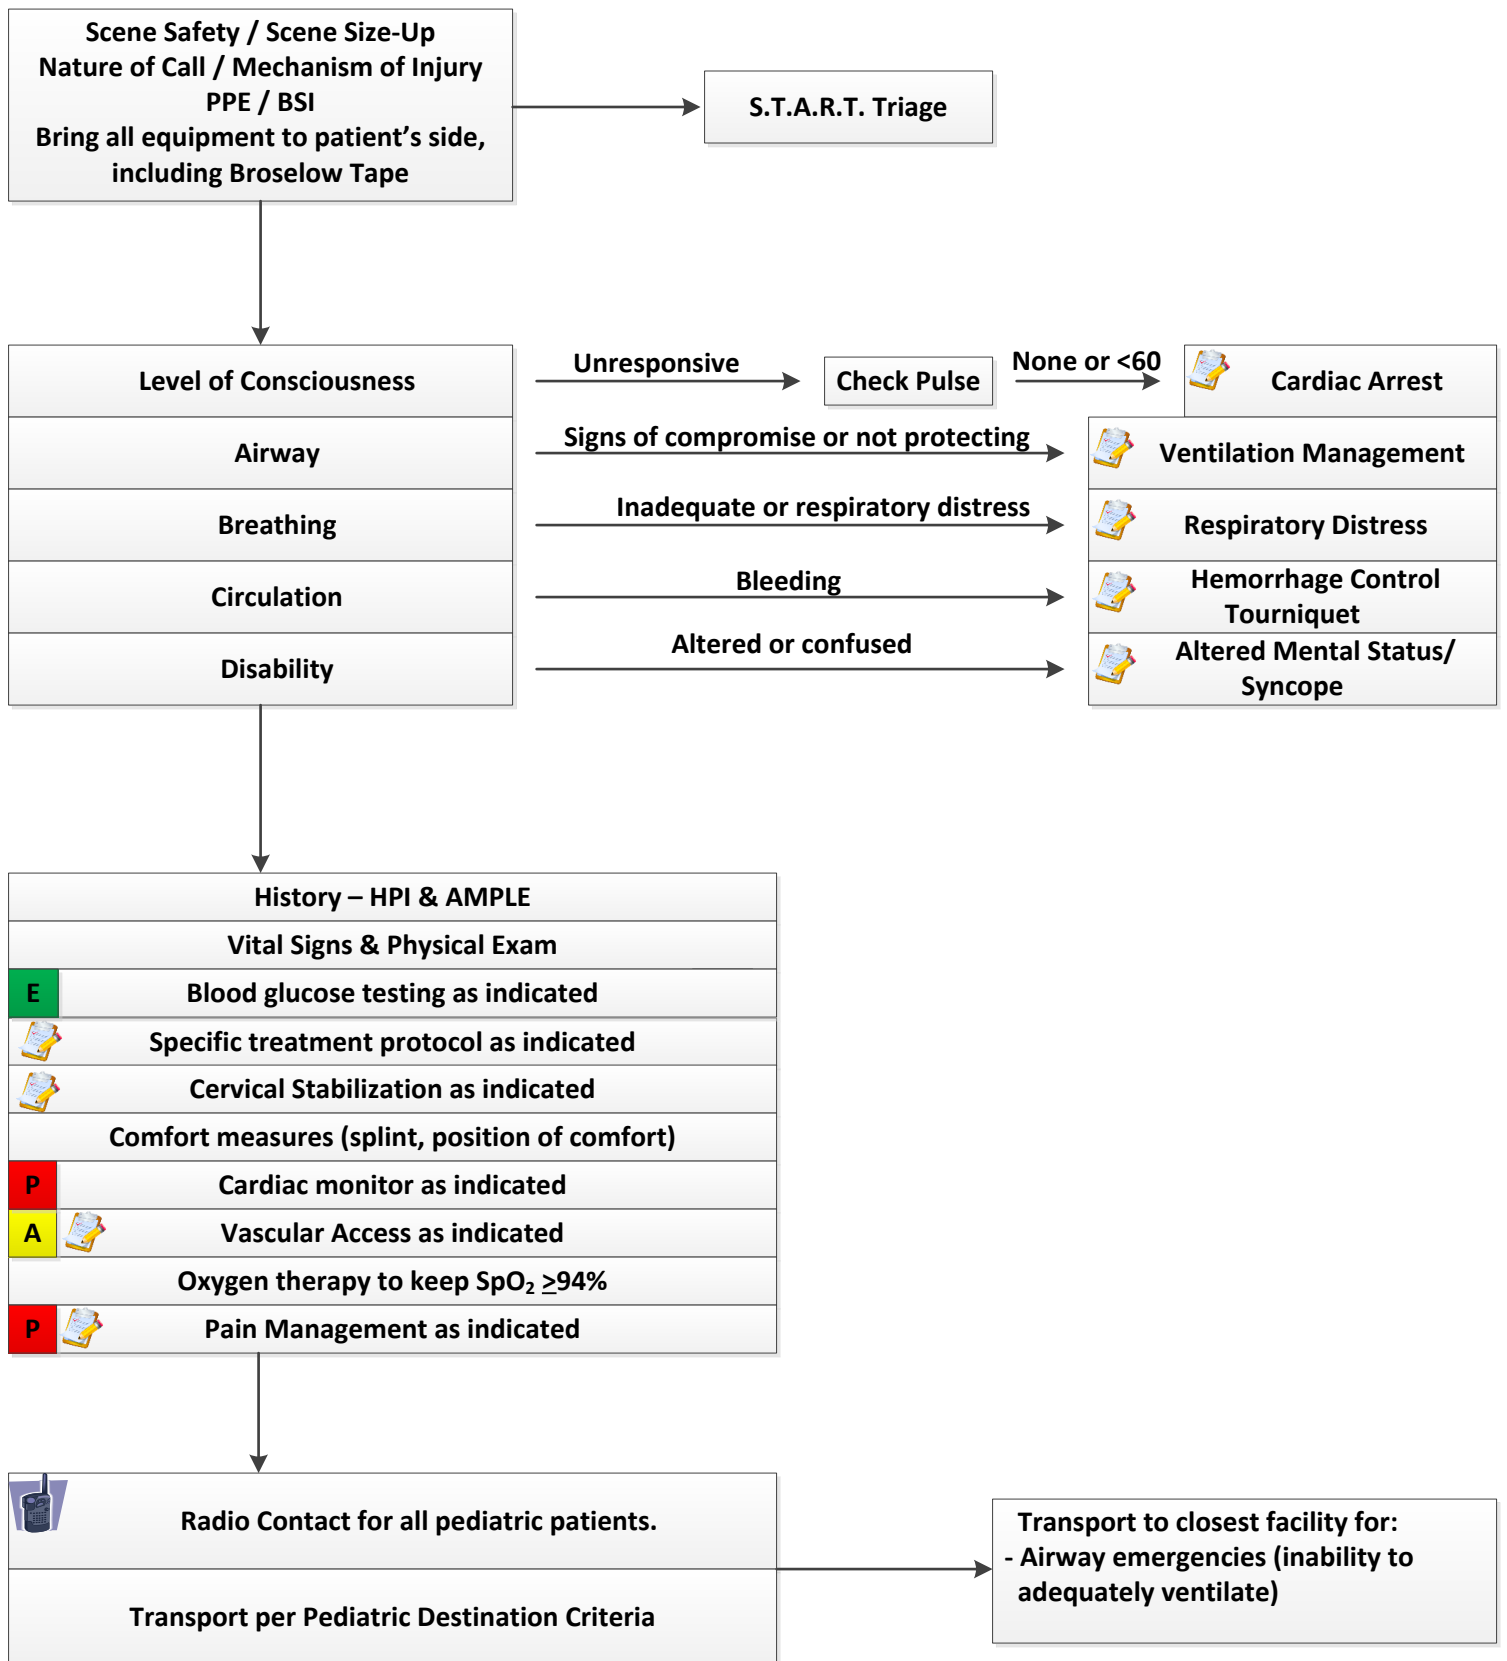 Scene Safety / Scene Size-Up
Nature of Call / Mechanism of Injury
PPE / BSI
Bring all equipment to patient’s side,
including Broselow Tape
S.T.A.R.T. Triage
Level of Consciousness
Unresponsive
Check Pulse
None or <60
Cardiac Arrest
Airway
Signs of compromise or not protecting
Ventilation Management
Breathing
Inadequate or respiratory distress
Respiratory Distress
Circulation
Bleeding
Hemorrhage Control
Tourniquet
Disability
Altered or confused
Altered Mental Status/
Syncope
History – HPI & AMPLE
Vital Signs & Physical Exam
E Blood glucose testing as indicated
Specific treatment protocol as indicated
Cervical Stabilization as indicated
Comfort measures (splint, position of comfort)
P Cardiac monitor as indicated
A Vascular Access as indicated
Oxygen therapy to keep SpO₂ ≥94%
P Pain Management as indicated
Radio Contact for all pediatric patients.
Transport per Pediatric Destination Criteria
Transport to closest facility for:
- Airway emergencies (inability to
adequately ventilate)